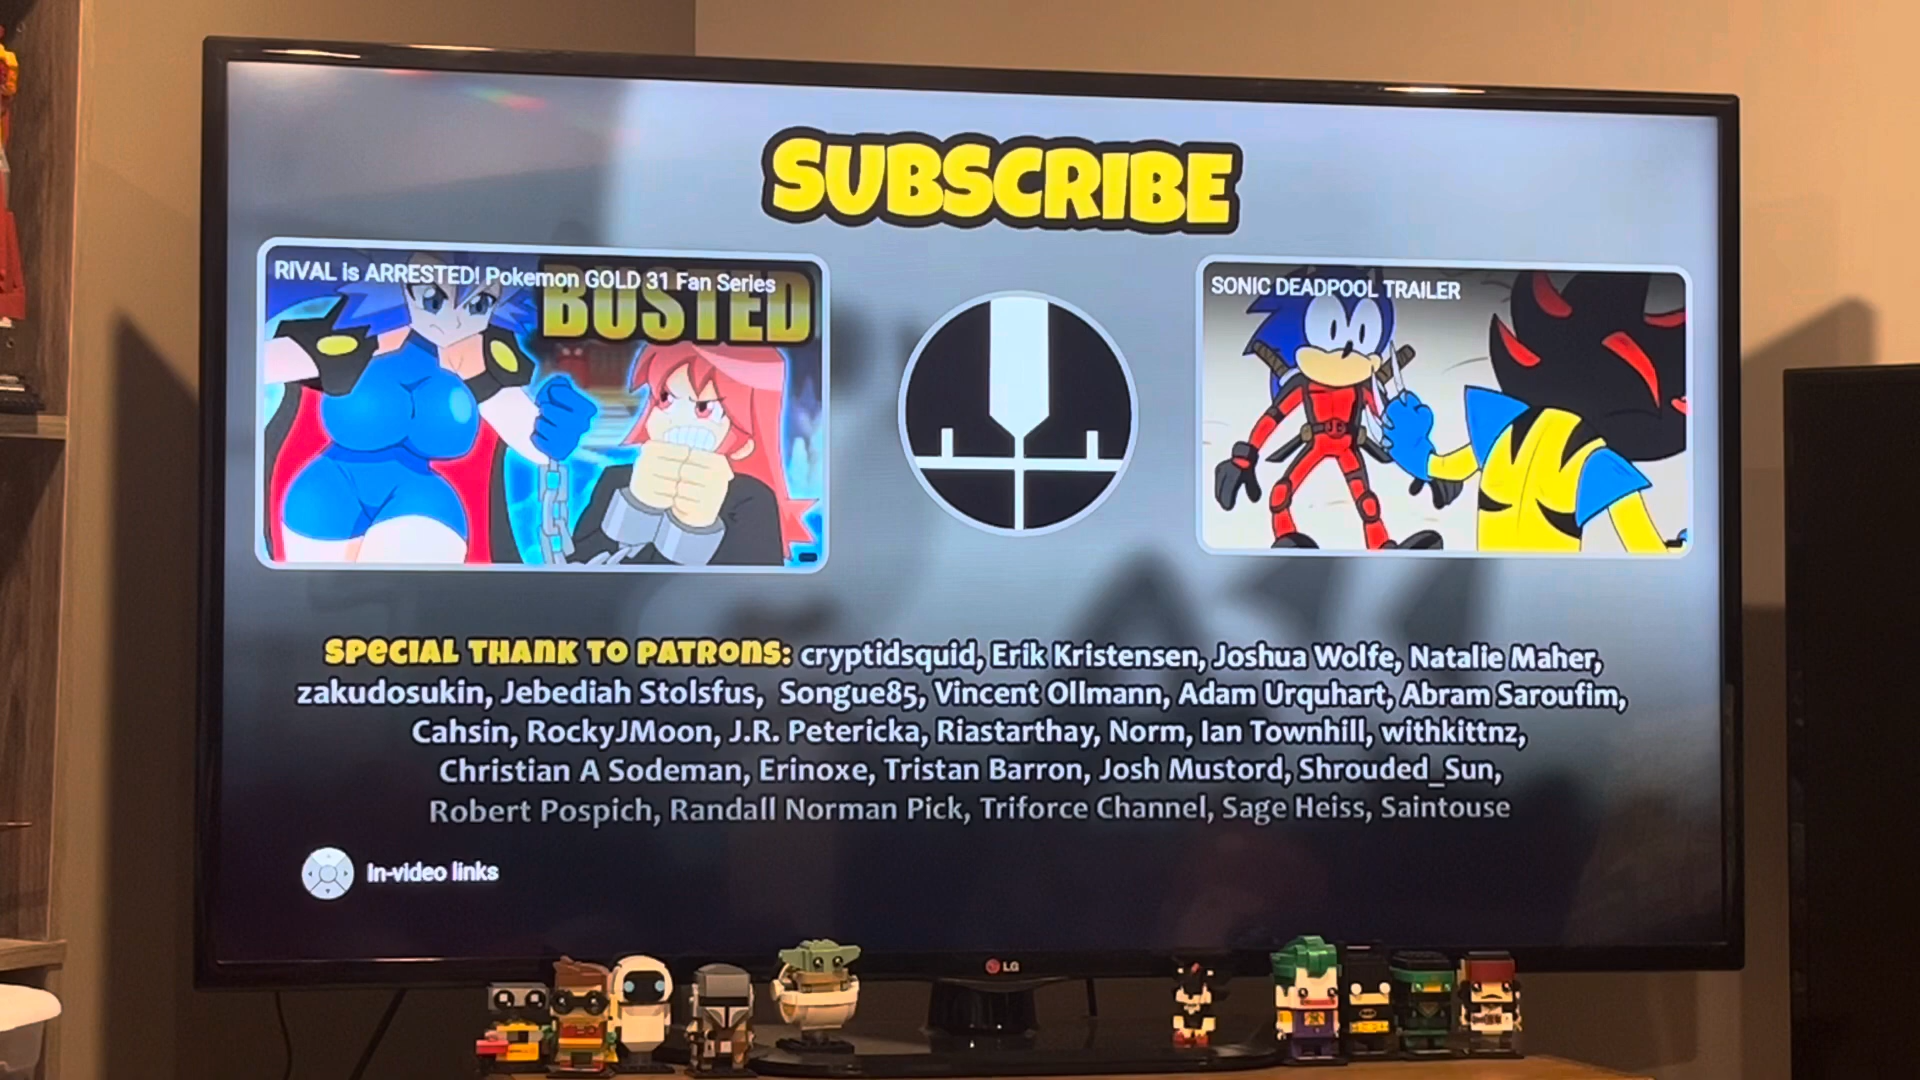 SUBSCRIBE
RIVAL is ARRESTED! Pokemon GOLD 31 Fan Series
BUSTED
SONIC DEADPOOL TRAILER
SPECIAL THANK TO PATRONS: cryptidsquid, Erik Kristensen, Joshua Wolfe, Natalie Maher,
zakudosukin, Jebediah Stolsfus, Songue85, Vincent Ollmann, Adam Urquhart, Abram Saroufim,
Cahsin, RockyJMoon, J.R. Petericka, Riastarthay, Norm, Ian Townhill, withkittnz,
Christian A Sodeman, Erinoxe, Tristan Barron, Josh Mustord, Shrouded_Sun,
Robert Pospich, Randall Norman Pick, Triforce Channel, Sage Heiss, Saintouse
In-video links
LG